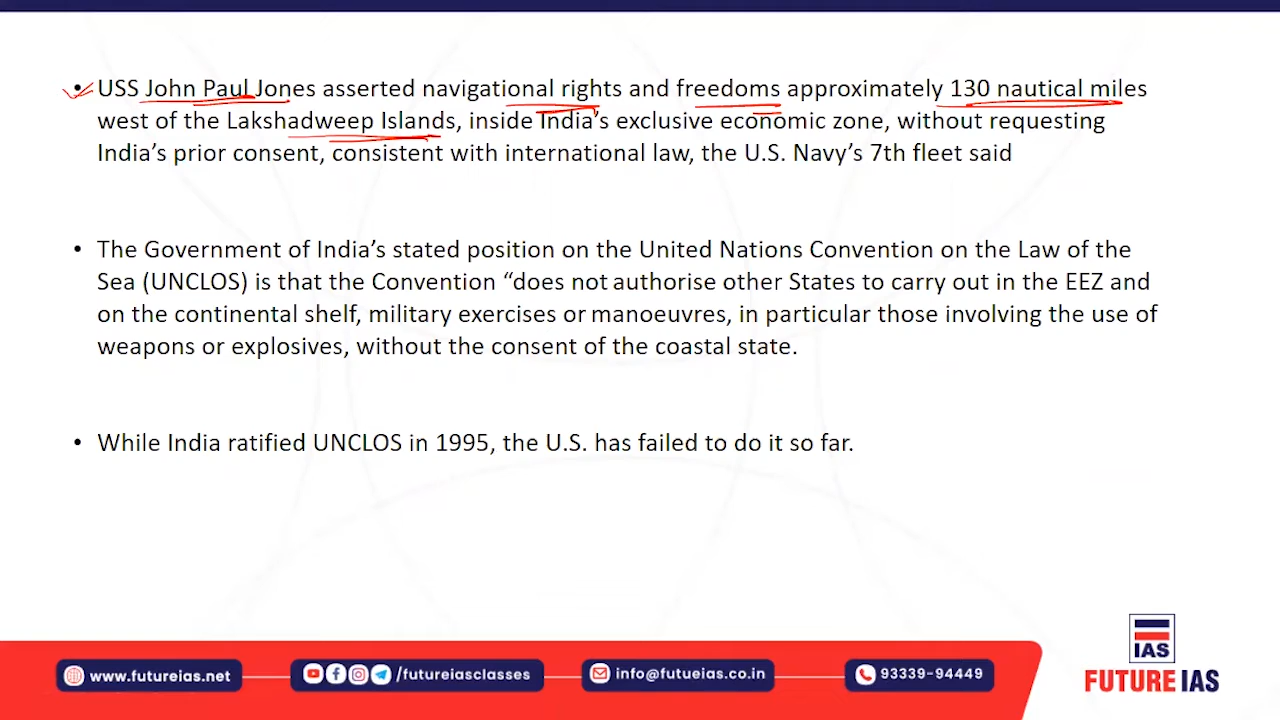 • USS John Paul Jones asserted navigational rights and freedoms approximately 130 nautical miles
west of the Lakshadweep Islands, inside India's exclusive economic zone, without requesting
India's prior consent, consistent with international law, the U.S. Navy's 7th fleet said
• The Government of India's stated position on the United Nations Convention on the Law of the
Sea (UNCLOS) is that the Convention “does not authorise other States to carry out in the EEZ and
on the continental shelf, military exercises or manoeuvres, in particular those involving the use of
weapons or explosives, without the consent of the coastal state.
• While India ratified UNCLOS in 1995, the U.S. has failed to do it so far.
IAS
FUTURE IAS
www.futureias.net
/futureiasclasses
info@futueias.co.in
93339-94449